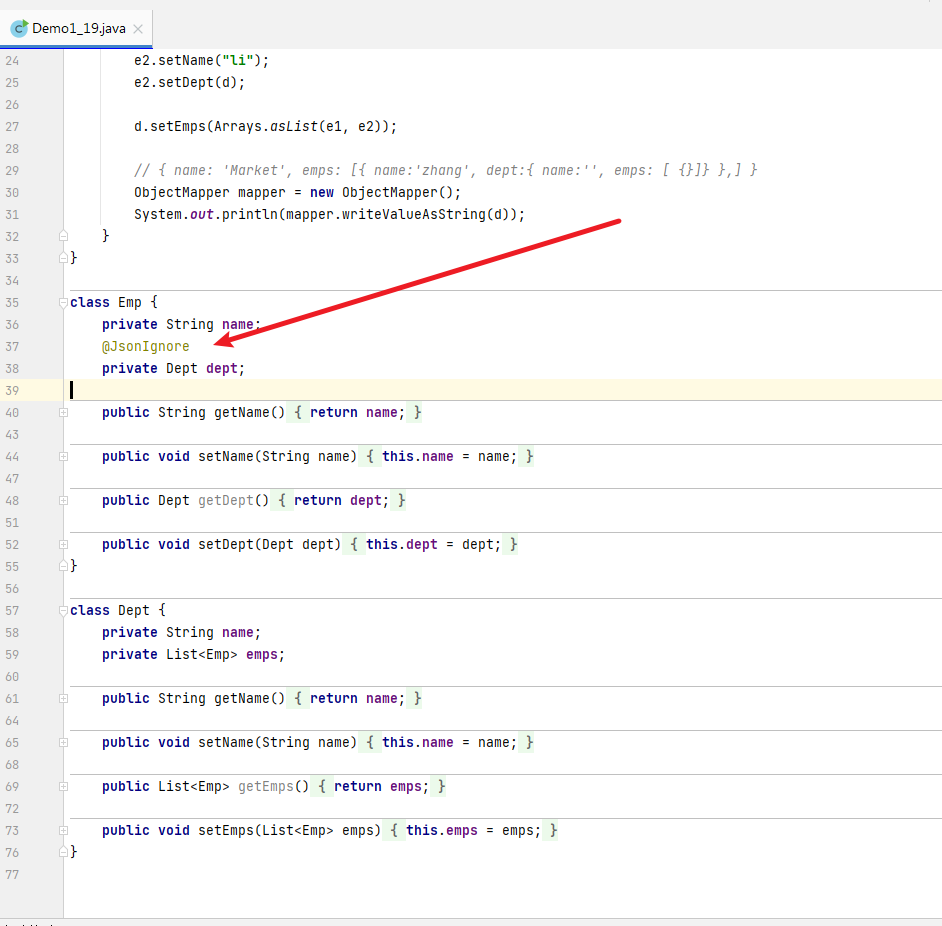 Demo1_19.java
24 e2.setName("li");
25 e2.setDept(d);
26
27 d.setEmps(Arrays.asList(e1, e2));
28
29 // { name: 'Market', emps: [{ name:'zhang', dept:{ name:'', emps: [ {}]} },] }
30 ObjectMapper mapper = new ObjectMapper();
31 System.out.println(mapper.writeValueAsString(d));
32 }
33 }
34
35 class Emp {
36 private String name;
37 @JsonIgnore
38 private Dept dept;
39
40 public String getName() { return name; }
43
44 public void setName(String name) { this.name = name; }
47
48 public Dept getDept() { return dept; }
51
52 public void setDept(Dept dept) { this.dept = dept; }
55 }
56
57 class Dept {
58 private String name;
59 private List<Emp> emps;
60
61 public String getName() { return name; }
64
65 public void setName(String name) { this.name = name; }
68
69 public List<Emp> getEmps() { return emps; }
72
73 public void setEmps(List<Emp> emps) { this.emps = emps; }
76 }
77